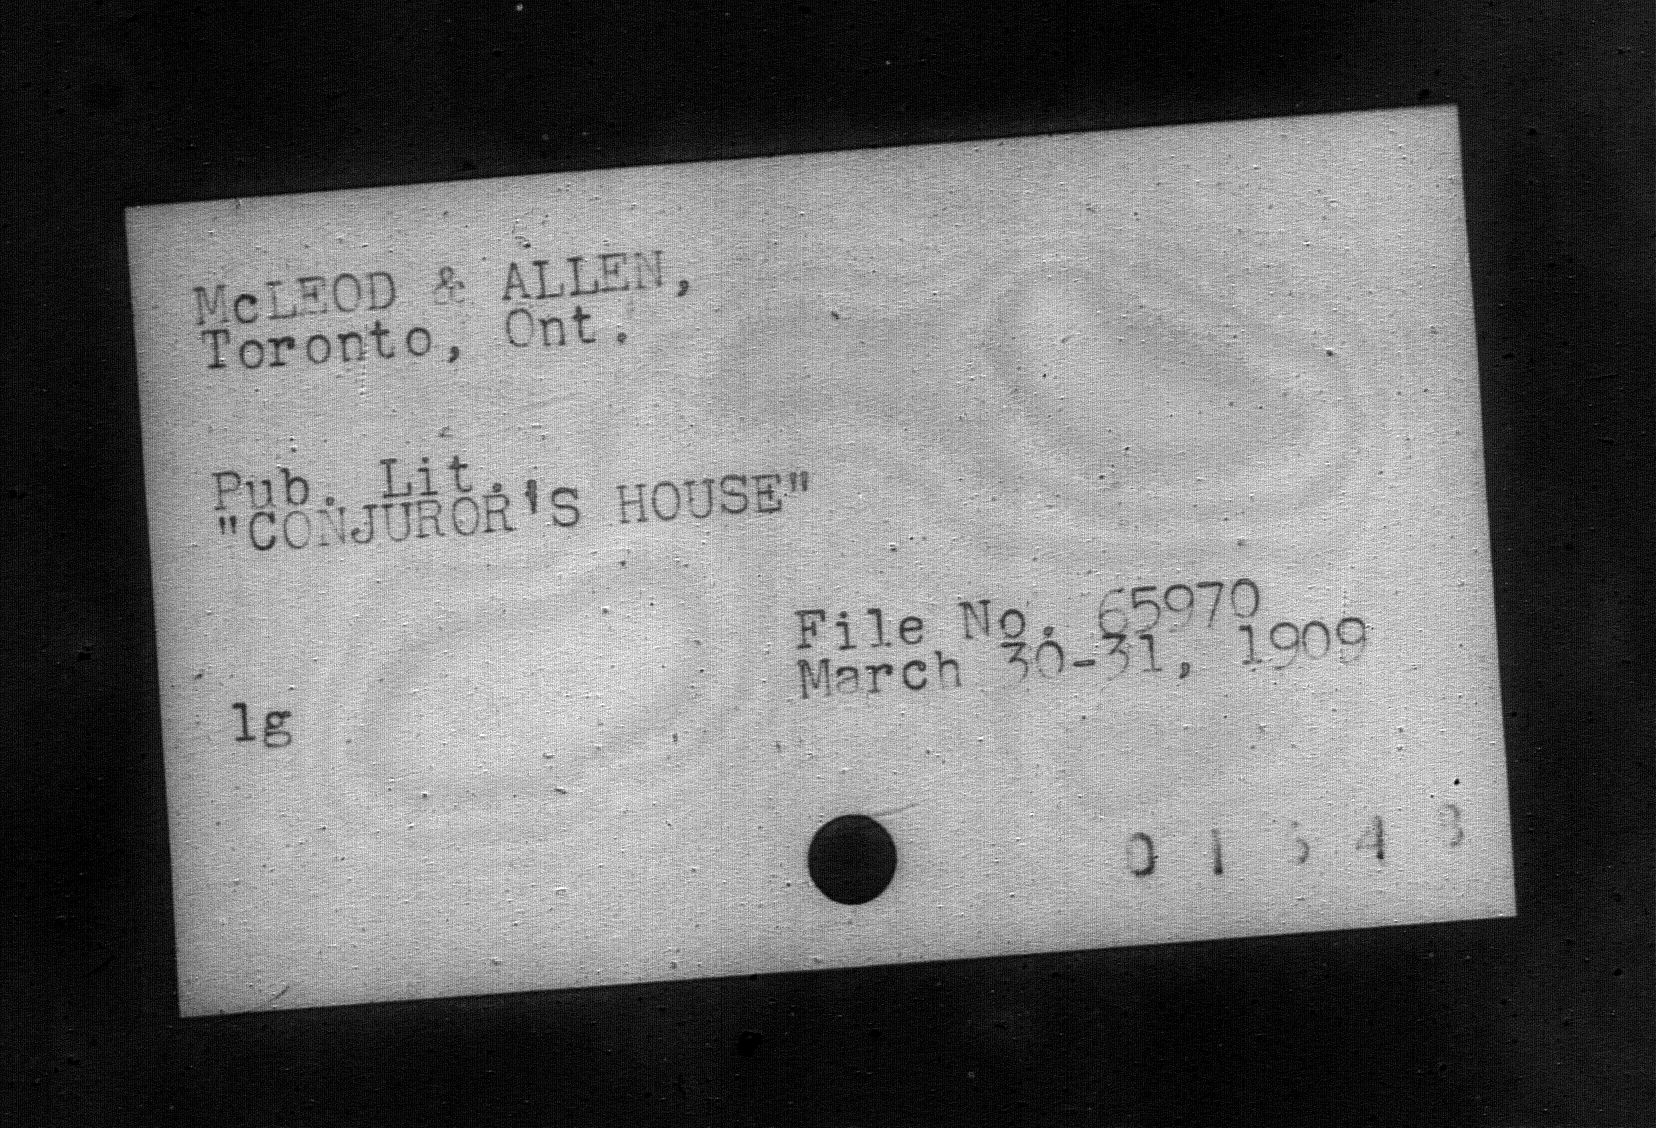 McLEOD & ALLEN,
Toronto, Ont.
Pub. Lit.
"CONJUROR'S HOUSE"
File No. 65970
March 30-31, 1909
lg